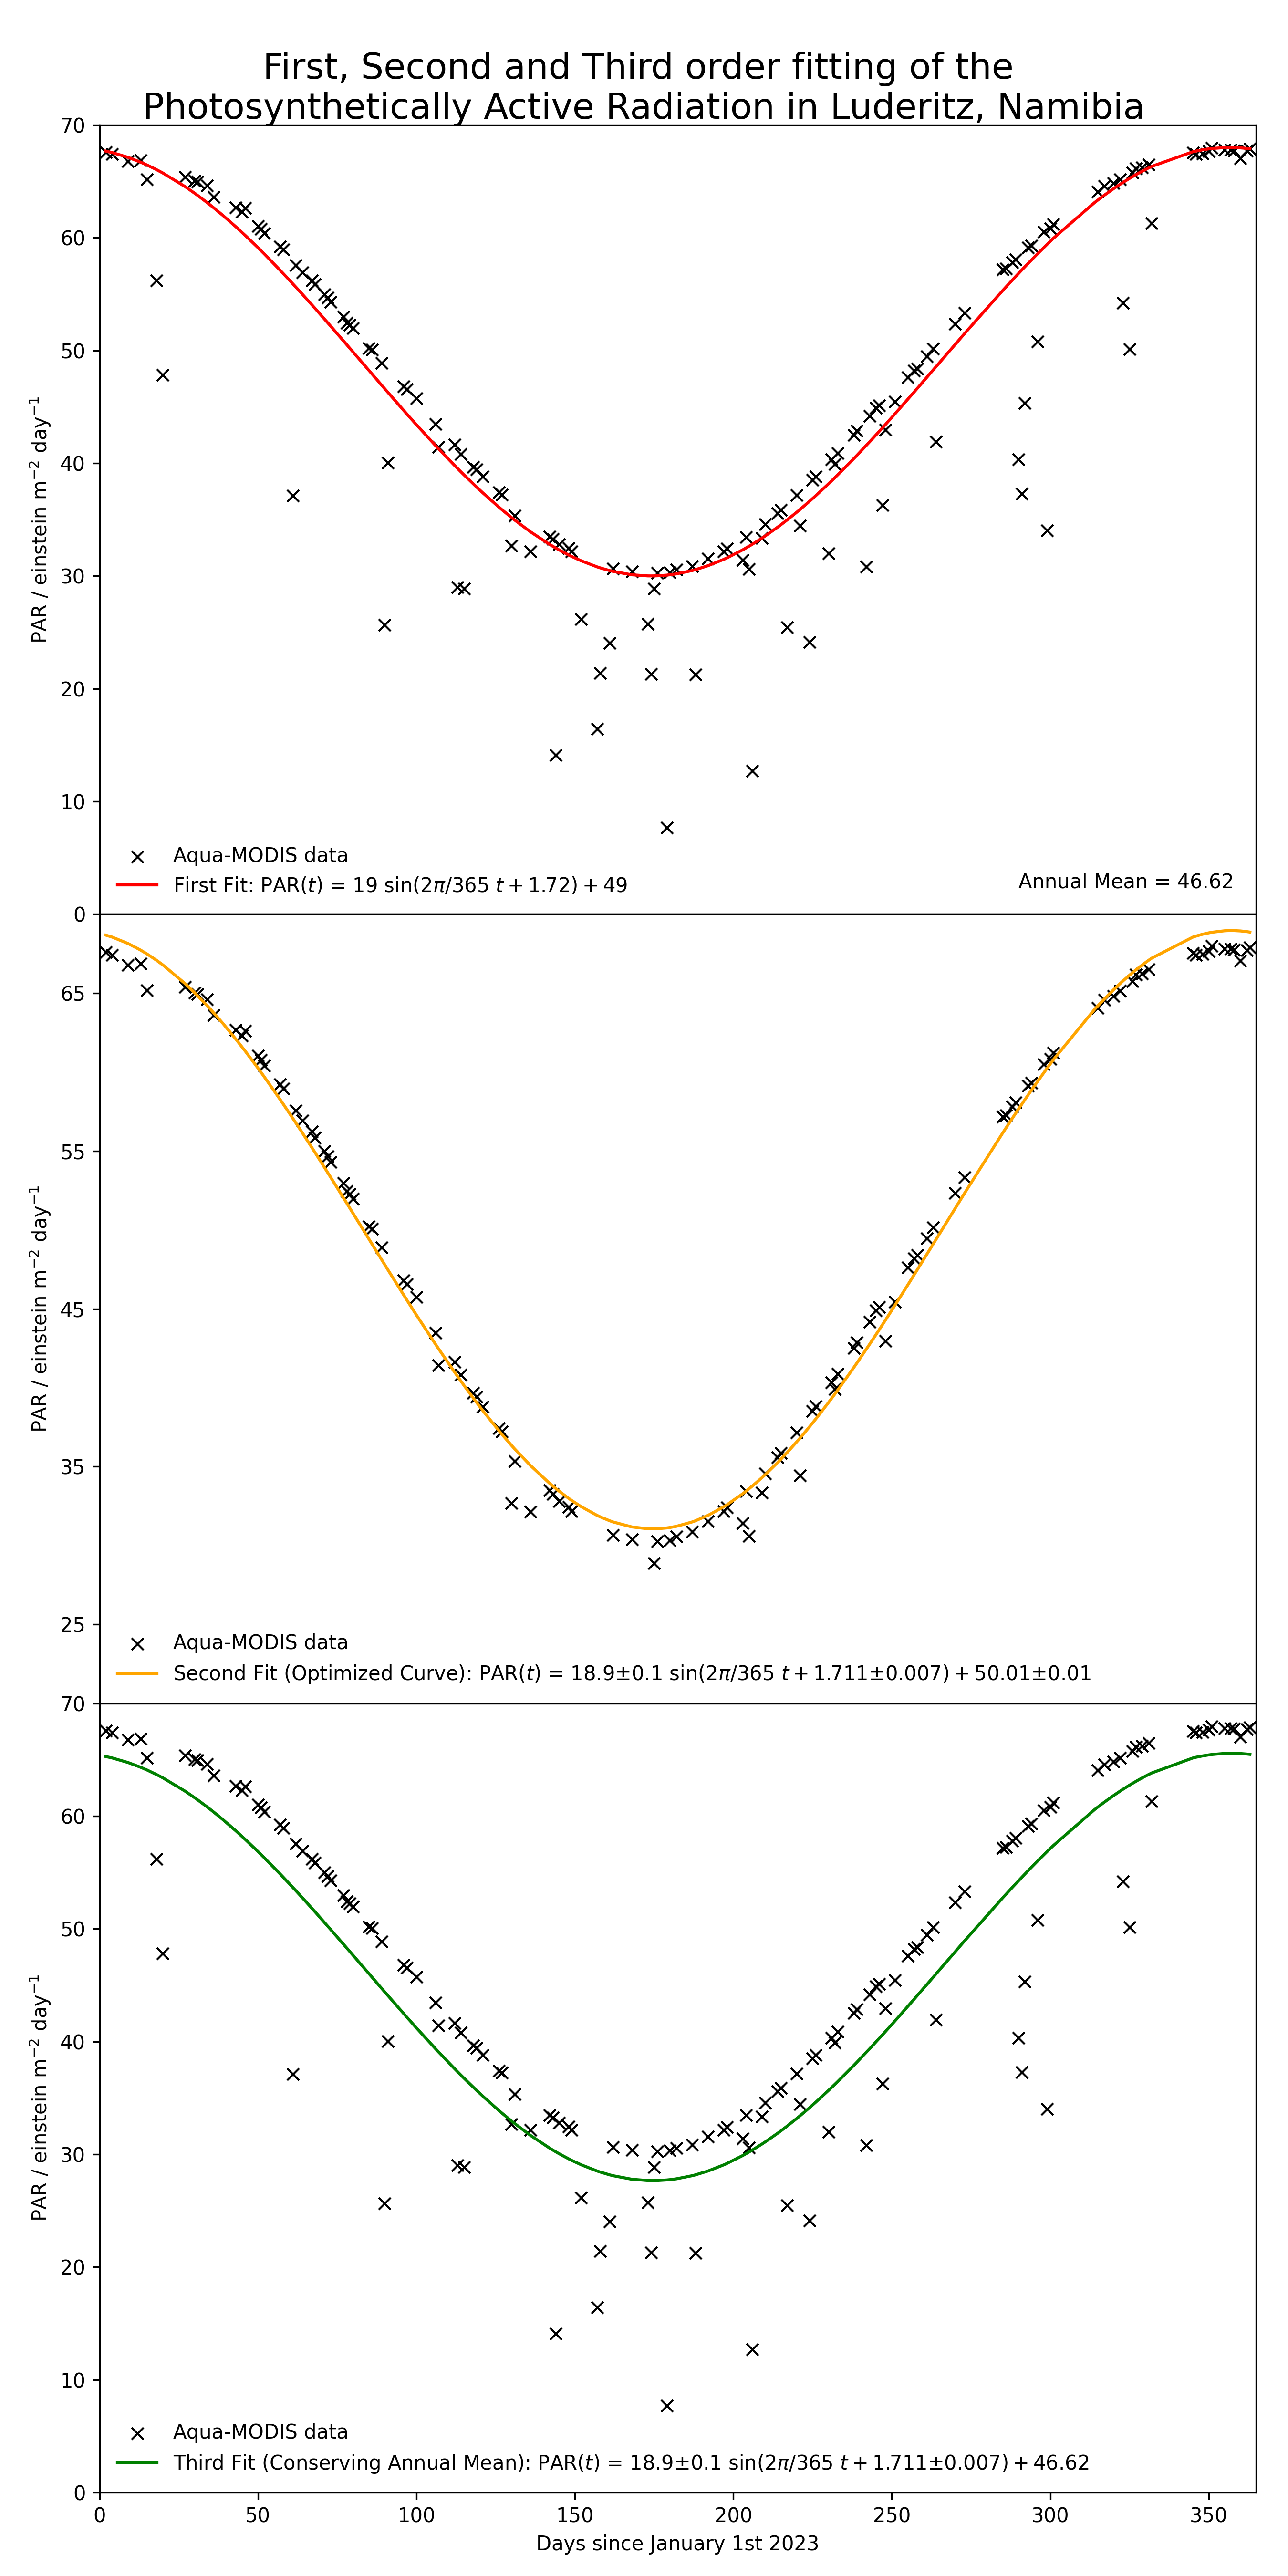 First, Second and Third order fitting of the
Photosynthetically Active Radiation in Luderitz, Namibia
70
60
50
40
30
20
10
0
PAR / einstein m⁻² day⁻¹
Aqua-MODIS data
First Fit: PAR(t) = 19 sin(2π/365 t + 1.72) + 49
Annual Mean = 46.62
65
55
45
35
25
PAR / einstein m⁻² day⁻¹
Aqua-MODIS data
Second Fit (Optimized Curve): PAR(t) = 18.9±0.1 sin(2π/365 t + 1.711±0.007) + 50.01±0.01
70
60
50
40
30
20
10
0
PAR / einstein m⁻² day⁻¹
Aqua-MODIS data
Third Fit (Conserving Annual Mean): PAR(t) = 18.9±0.1 sin(2π/365 t + 1.711±0.007) + 46.62
0 50 100 150 200 250 300 350
Days since January 1st 2023